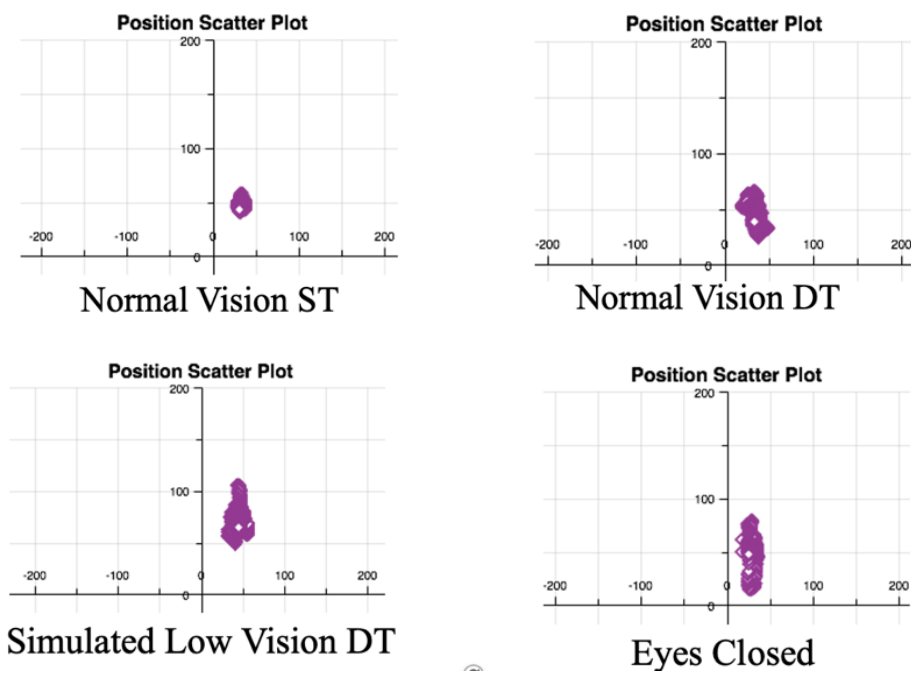 Position Scatter Plot
200
100
-200 -100 0 100 200
0
Normal Vision ST
Position Scatter Plot
200
100
-200 -100 0 100 200
0
Normal Vision DT
Position Scatter Plot
200
100
-200 -100 0 100 200
0
Simulated Low Vision DT
Position Scatter Plot
200
100
-200 -100 0 100 200
0
Eyes Closed